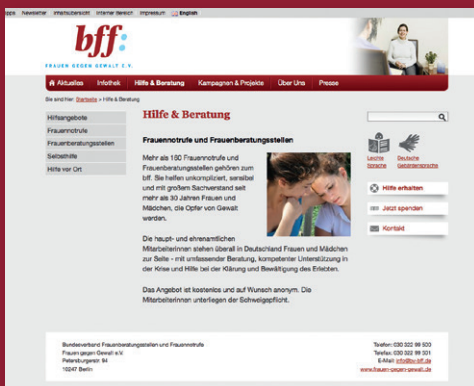 apps Newsletter Inhaltsübersicht Interner Bereich Impressum English
bff:
FRAUEN GEGEN GEWALT E.V.
Aktuelles Infothek Hilfe & Beratung Kampagnen & Projekte Über Uns Presse
Sie sind hier: Startseite > Hilfe & Beratung
Hilfsangebote
Frauennotrufe
Frauenberatungsstellen
Selbsthilfe
Hilfe vor Ort
Hilfe & Beratung
Frauennotrufe und Frauenberatungsstellen
Mehr als 160 Frauennotrufe und
Frauenberatungsstellen gehören zum
bff. Sie helfen unkompliziert, sensibel
und mit großem Sachverstand seit
mehr als 30 Jahren Frauen und
Mädchen, die Opfer von Gewalt
werden.
Die haupt- und ehrenamtlichen
Mitarbeiterinnen stehen überall in Deutschland Frauen und Mädchen
zur Seite - mit umfassender Beratung, kompetenter Unterstützung in
der Krise und Hilfe bei der Klärung und Bewältigung des Erlebten.
Das Angebot ist kostenlos und auf Wunsch anonym. Die
Mitarbeiterinnen unterliegen der Schweigepflicht.
Leichte Sprache
Deutsche Gebärdensprache
Hilfe erhalten
Jetzt spenden
Kontakt
Bundesverband Frauenberatungsstellen und Frauennotrufe
Frauen gegen Gewalt e.V.
Petersburgerstr. 94
10247 Berlin
Telefon: 030 322 99 500
Telefax: 030 322 99 501
E-Mail: info@bv-bff.de
www.frauen-gegen-gewalt.de